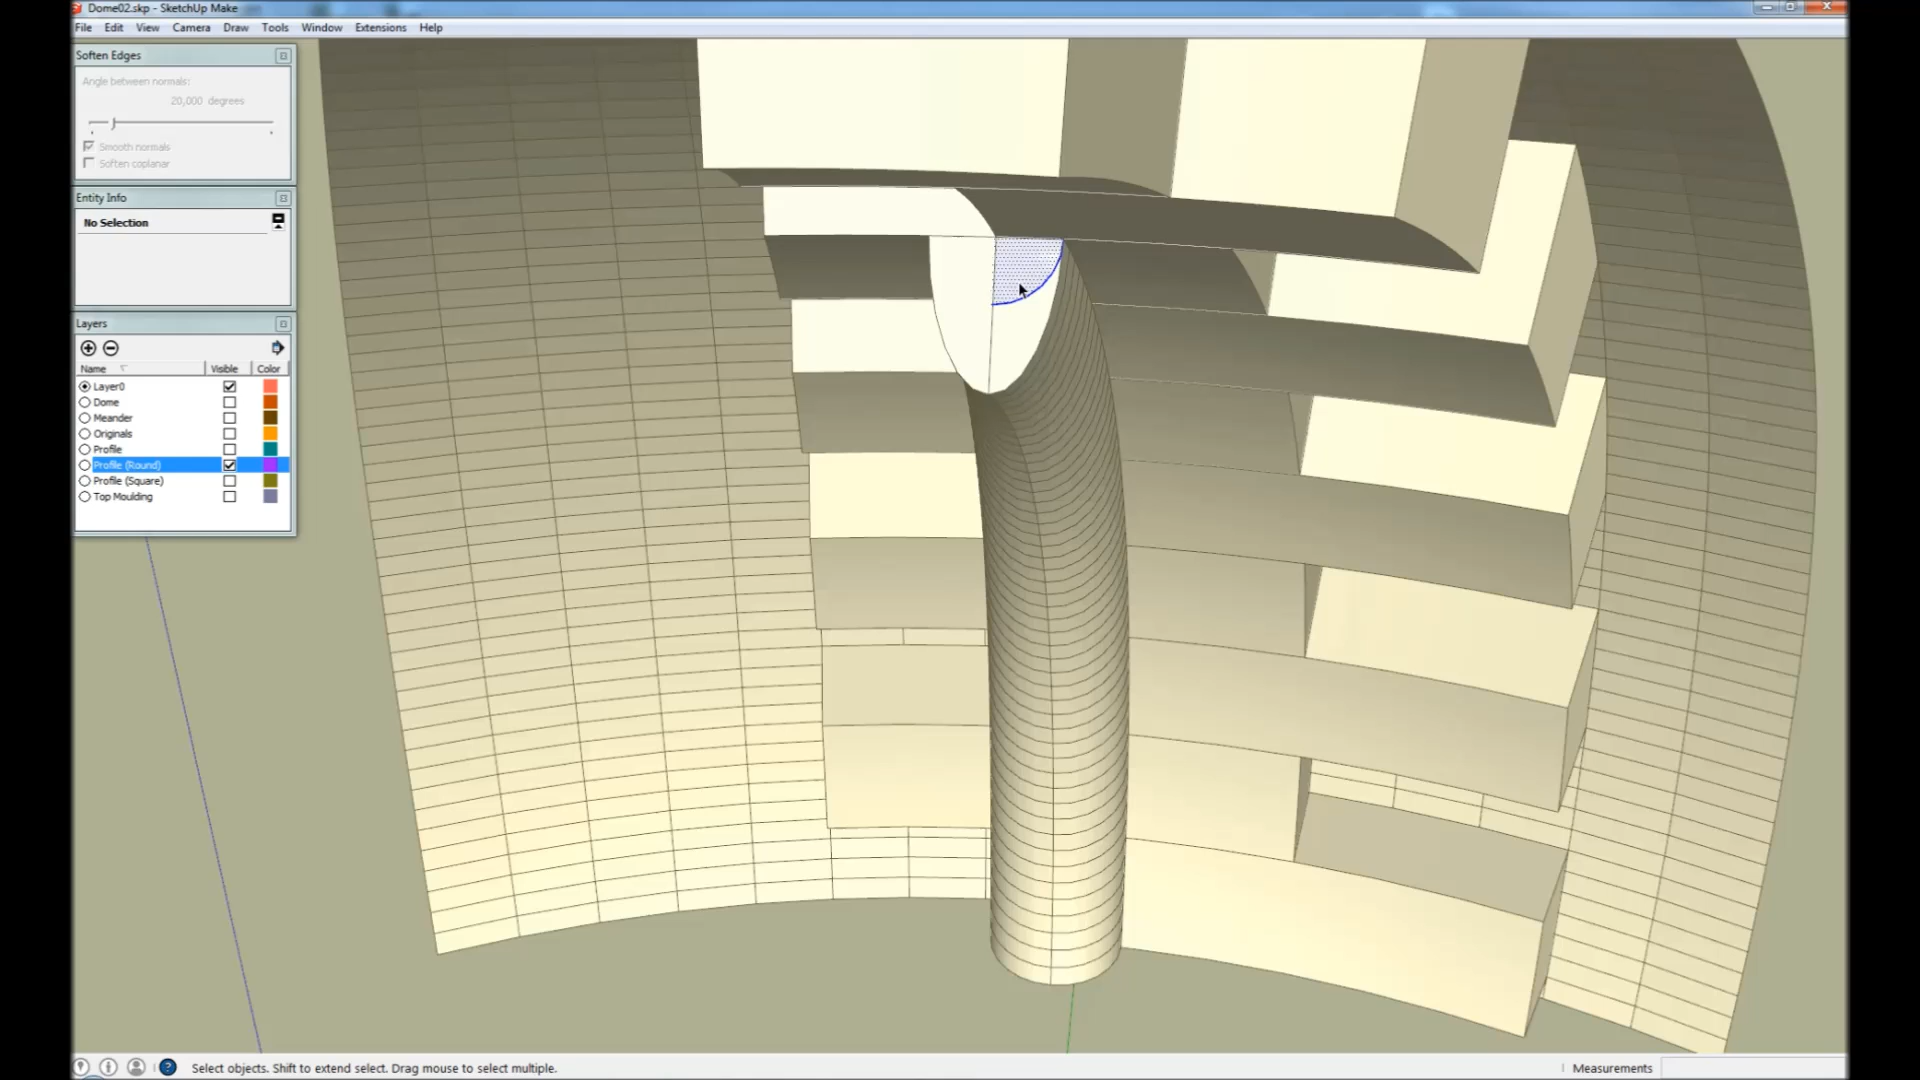 Dome02.skp - SketchUp Make
File Edit View Camera Draw Tools Window Extensions Help
Soften Edges
Angle between normals:
20,000 degrees
Smooth normals
Soften coplanar
Entity Info
No Selection
Layers
Name Visible Color
Layer0
Dome
Meander
Originals
Profile
Profile (Round)
Profile (Square)
Top Moulding
Select objects. Shift to extend select. Drag mouse to select multiple.
Measurements